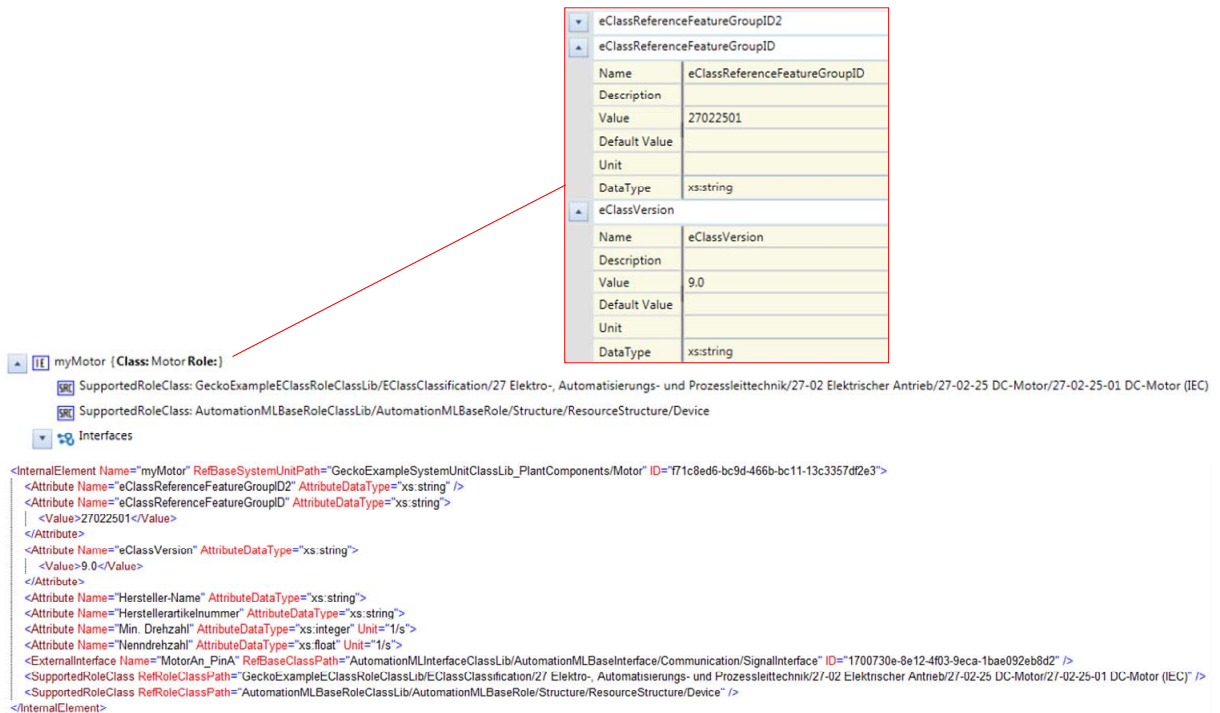 eClassReferenceFeatureGroupID2
eClassReferenceFeatureGroupID
Name eClassReferenceFeatureGroupID
Description
Value 27022501
Default Value
Unit
DataType xs:string
eClassVersion
Name eClassVersion
Description
Value 9.0
Default Value
Unit
DataType xs:string
IE myMotor {Class: Motor Role:}
SRC SupportedRoleClass: GeckoExampleEClassRoleClassLib/EClassClassification/27 Elektro-, Automatisierungs- und Prozessleittechnik/27-02 Elektrischer Antrieb/27-02-25 DC-Motor/27-02-25-01 DC-Motor (IEC)
SRC SupportedRoleClass: AutomationMLBaseRoleClassLib/AutomationMLBaseRole/Structure/ResourceStructure/Device
Interfaces
<InternalElement Name="myMotor" RefBaseSystemUnitPath="GeckoExampleSystemUnitClassLib_PlantComponents/Motor" ID="f71c8ed6-bc9d-466b-bc11-13c3357df2e3">
<Attribute Name="eClassReferenceFeatureGroupID2" AttributeDataType="xs:string" />
<Attribute Name="eClassReferenceFeatureGroupID" AttributeDataType="xs:string">
<Value>27022501</Value>
</Attribute>
<Attribute Name="eClassVersion" AttributeDataType="xs:string">
<Value>9.0</Value>
</Attribute>
<Attribute Name="Hersteller-Name" AttributeDataType="xs:string">
<Attribute Name="Herstellerartikelnummer" AttributeDataType="xs:string">
<Attribute Name="Min. Drehzahl" AttributeDataType="xs:integer" Unit="1/s">
<Attribute Name="Nenndrehzahl" AttributeDataType="xs:float" Unit="1/s">
<ExternalInterface Name="MotorAn_PinA" RefBaseClassPath="AutomationMLInterfaceClassLib/AutomationMLBaseInterface/Communication/SignalInterface" ID="1700730e-8e12-4f03-9eca-1bae092eb8d2" />
<SupportedRoleClass RefRoleClassPath="GeckoExampleEClassRoleClassLib/EClassClassification/27 Elektro-, Automatisierungs- und Prozessleittechnik/27-02 Elektrischer Antrieb/27-02-25 DC-Motor/27-02-25-01 DC-Motor (IEC)" />
<SupportedRoleClass RefRoleClassPath="AutomationMLBaseRoleClassLib/AutomationMLBaseRole/Structure/ResourceStructure/Device" />
</InternalElement>